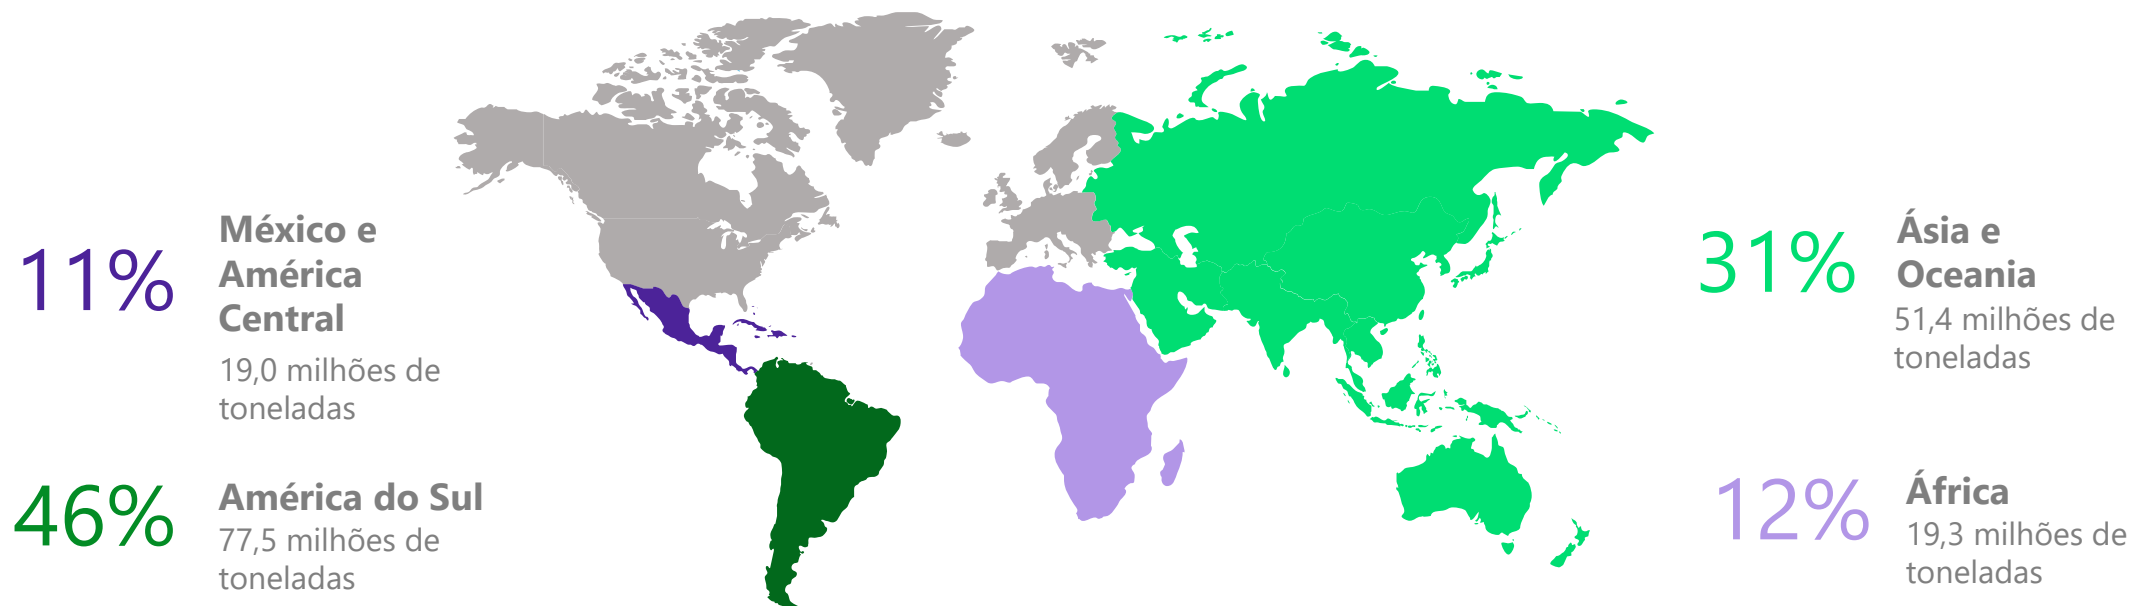 11%
México e
América
Central
19,0 milhões de
toneladas
46%
América do Sul
77,5 milhões de
toneladas
31%
Ásia e
Oceania
51,4 milhões de
toneladas
12%
África
19,3 milhões de
toneladas